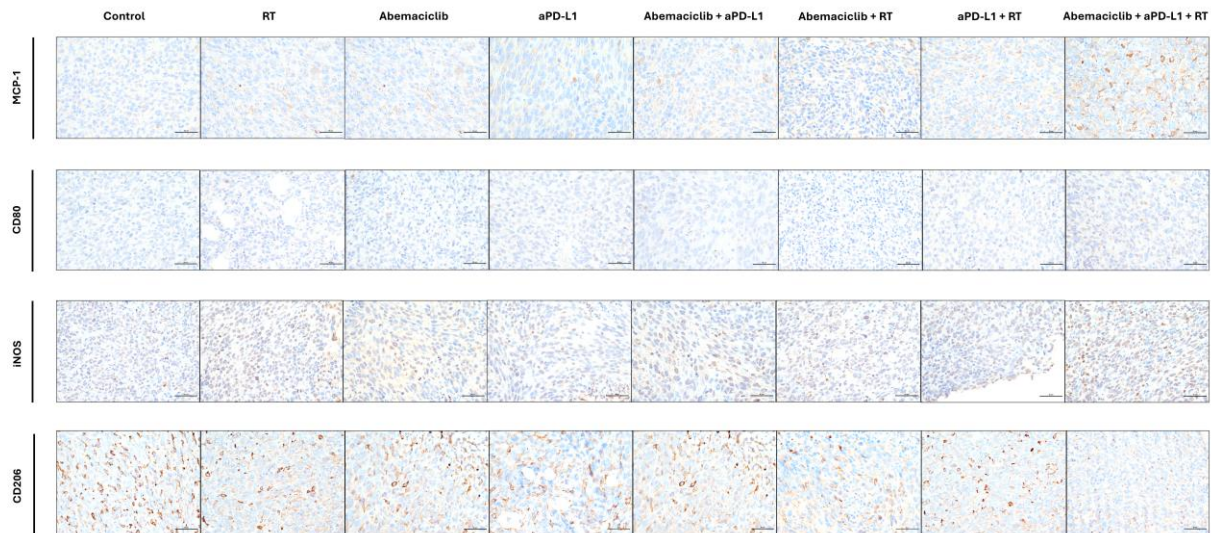 Control RT Abemaciclib aPD-L1 Abemaciclib + aPD-L1 Abemaciclib + RT aPD-L1 + RT Abemaciclib + aPD-L1 + RT
MCP-1
CD80
iNOS
CD206